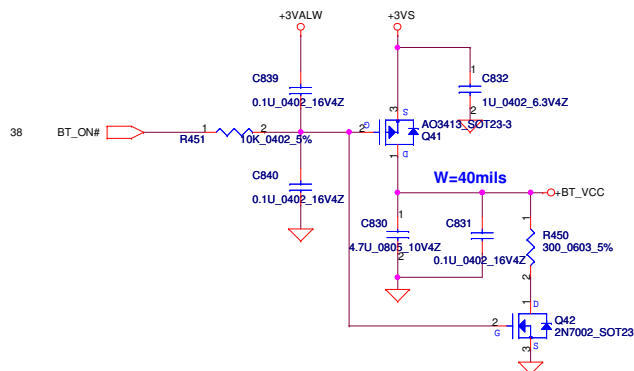 +3VALW
+3VS
C839
0.1U_0402_16V4Z
1
C832
1U_0402_6.3V4Z
2
38
BT_ON#
1
R451
2
10K_0402_5%
2
G
3
S
AO3413_SOT23-3
Q41
1
D
C840
0.1U_0402_16V4Z
W=40mils
+BT_VCC
1
C830
4.7U_0805_10V4Z
2
C831
0.1U_0402_16V4Z
1
R450
300_0603_5%
2
1
D
2
G
Q42
2N7002_SOT23
3
S